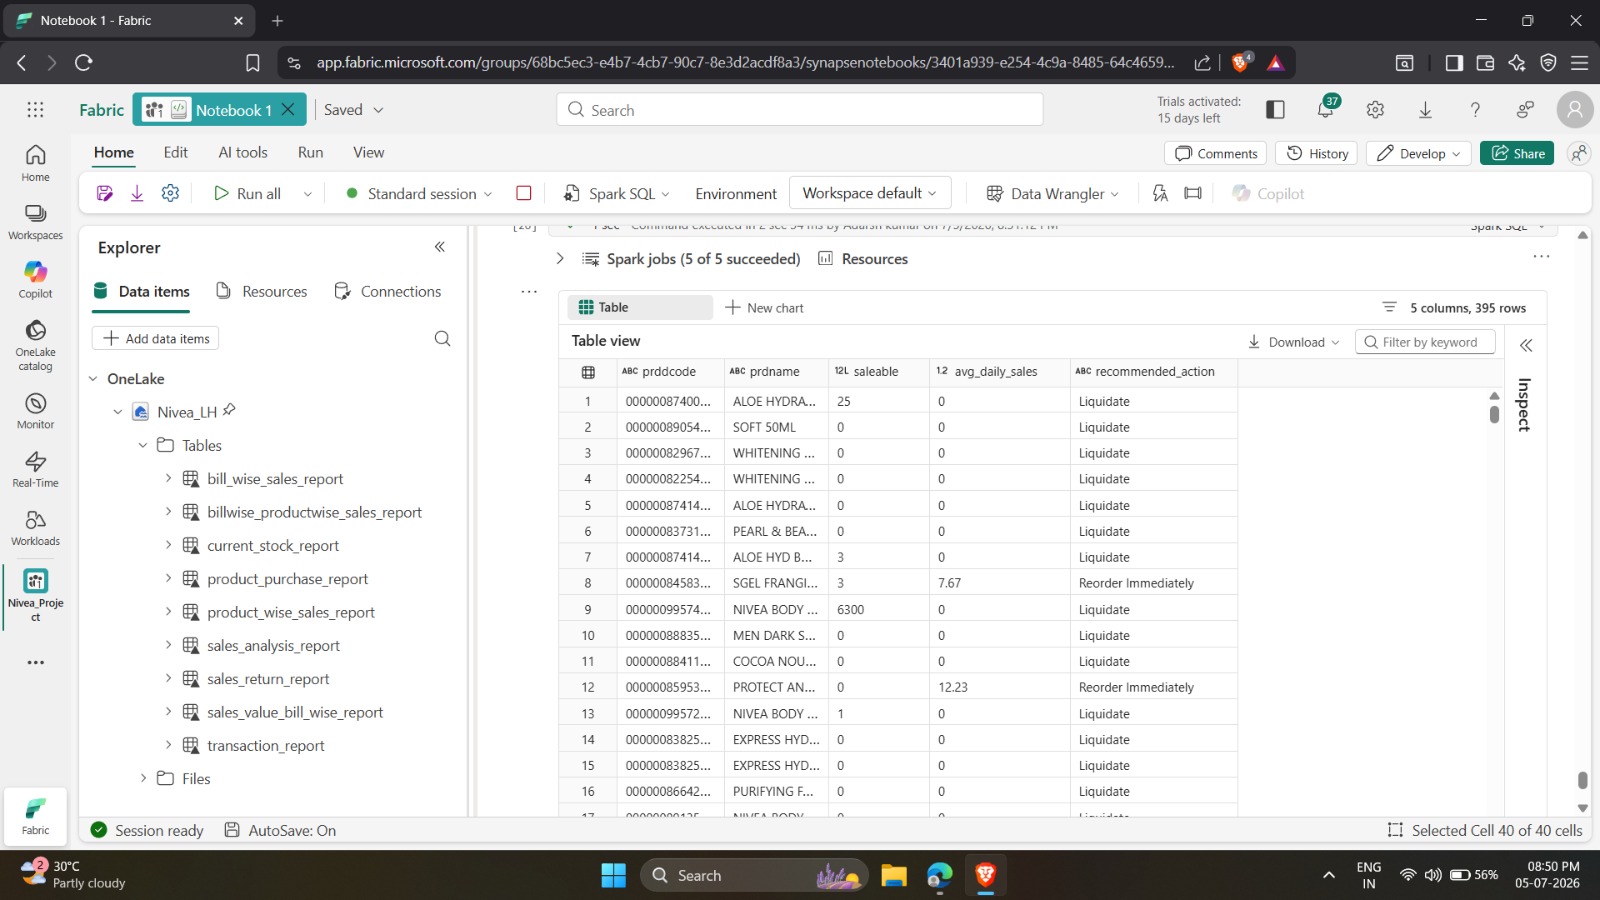 Notebook 1 - Fabric
app.fabric.microsoft.com/groups/68bc5ec3-e4b7-4cb7-90c7-8e3d2acdf8a3/synapsenotebooks/3401a939-e254-4c9a-8485-64c4659...
4
Fabric
Notebook 1
Saved
Search
Trials activated:
15 days left
37
Home
Edit
AI tools
Run
View
Comments
History
Develop
Share
Run all
Standard session
Spark SQL
Environment
Workspace default
Data Wrangler
Copilot
Home
Workspaces
Copilot
OneLake
catalog
Monitor
Real-Time
Workloads
Nivea_Proje
ct
Fabric
Explorer
Data items
Resources
Connections
Add data items
OneLake
Nivea_LH
Tables
bill_wise_sales_report
billwise_productwise_sales_report
current_stock_report
product_purchase_report
product_wise_sales_report
sales_analysis_report
sales_return_report
sales_value_bill_wise_report
transaction_report
Files
Spark jobs (5 of 5 succeeded)
Resources
Table
New chart
5 columns, 395 rows
Table view
Download
Filter by keyword
Inspect
ABC prddcode ABC prdname 12L saleable 1.2 avg_daily_sales ABC recommended_action
1 00000087400... ALOE HYDRA... 25 0 Liquidate
2 00000089054... SOFT 50ML 0 0 Liquidate
3 00000082967... WHITENING ... 0 0 Liquidate
4 00000082254... WHITENING ... 0 0 Liquidate
5 00000087414... ALOE HYDRA... 0 0 Liquidate
6 00000083731... PEARL & BEA... 0 0 Liquidate
7 00000087414... ALOE HYD B... 3 0 Liquidate
8 00000084583... SGEL FRANGI... 3 7.67 Reorder Immediately
9 00000099574... NIVEA BODY ... 6300 0 Liquidate
10 00000088835... MEN DARK S... 0 0 Liquidate
11 00000088411... COCOA NOU... 0 0 Liquidate
12 00000085953... PROTECT AN... 0 12.23 Reorder Immediately
13 00000099572... NIVEA BODY ... 1 0 Liquidate
14 00000083825... EXPRESS HYD... 0 0 Liquidate
15 00000083825... EXPRESS HYD... 0 0 Liquidate
16 00000086642... PURIFYING F... 0 0 Liquidate
Session ready
AutoSave: On
Selected Cell 40 of 40 cells
2
30°C
Partly cloudy
Search
ENG
IN
56%
08:50 PM
05-07-2026